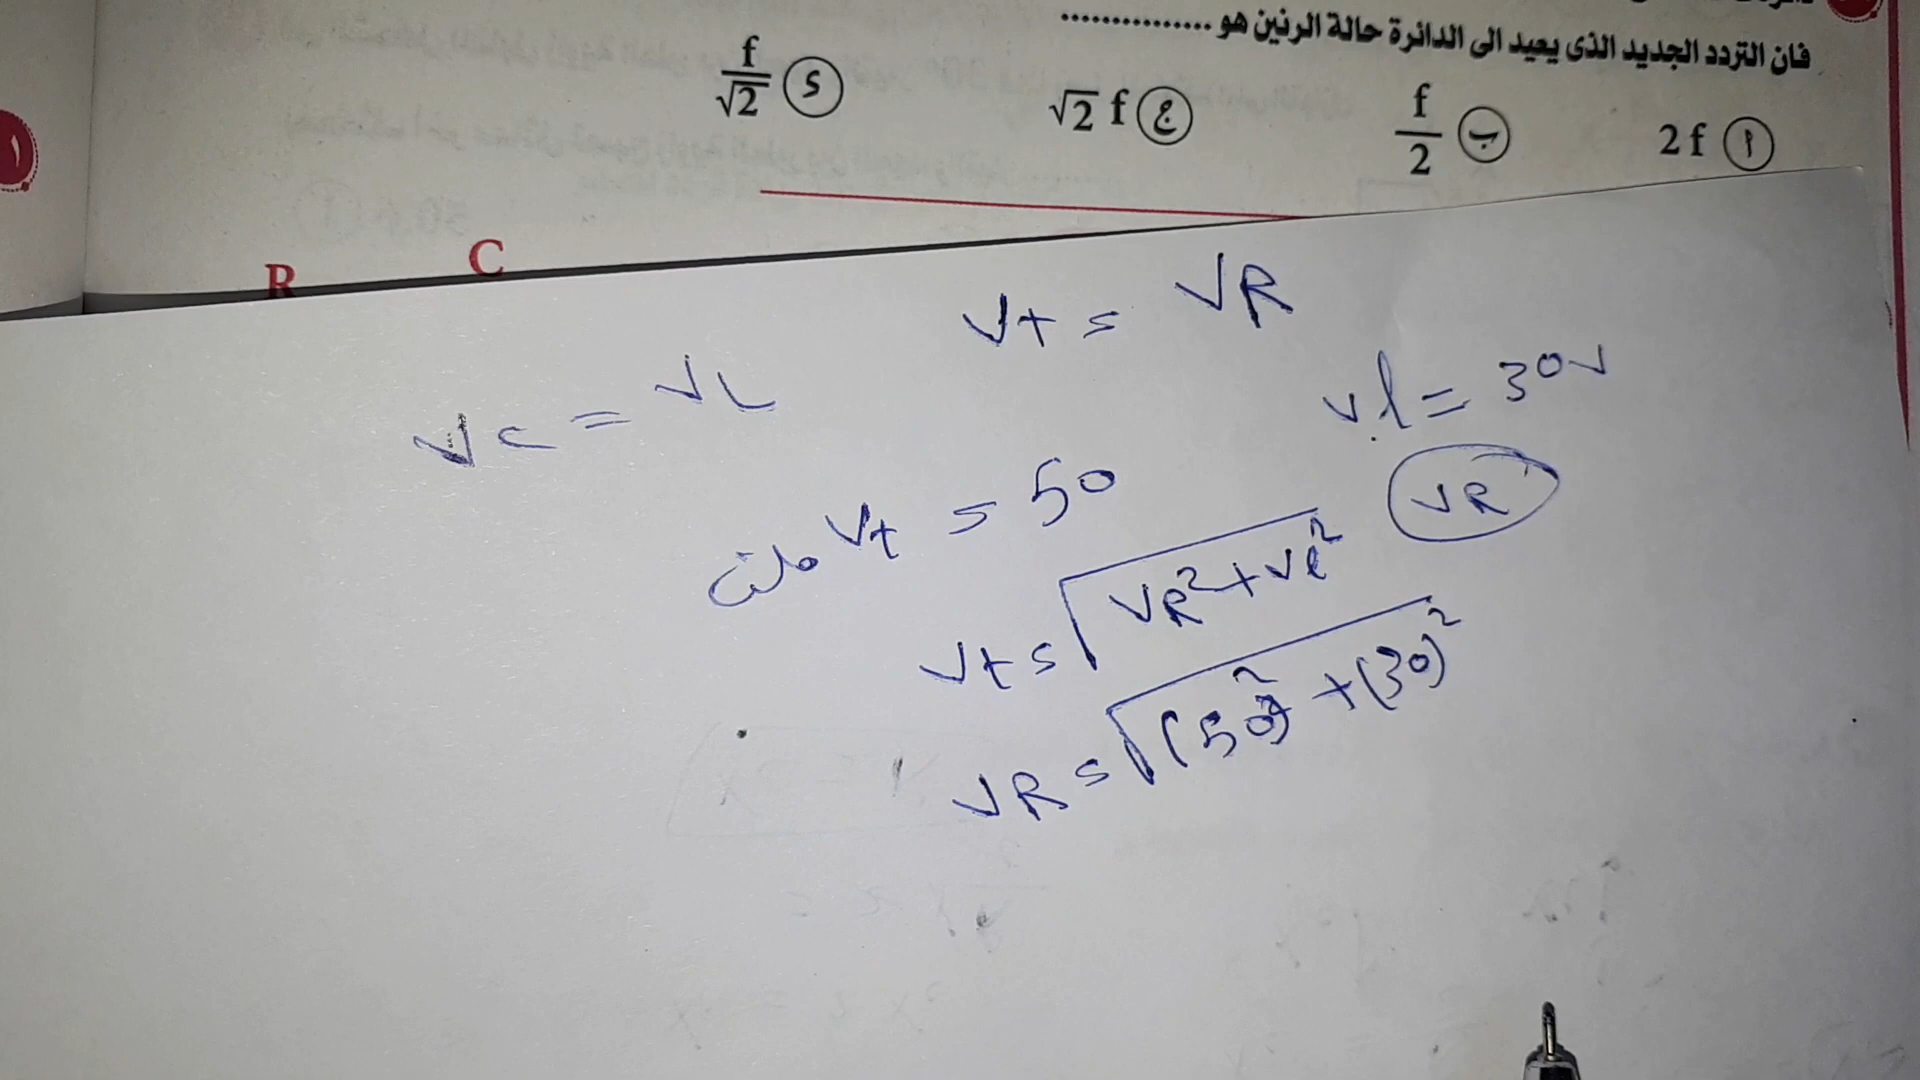 فان التردد الجديد الذى يعيد الى الدائرة حالة الرنين هو ...............
أ 2 f
ب f/2
ج √2 f
د f/√2
١
R
C
Vt = VR
Vc = VL
Vl = 30v
Vt = 50
VR
Vt = √VR² + Vl²
VR = √(50)² + (30)²